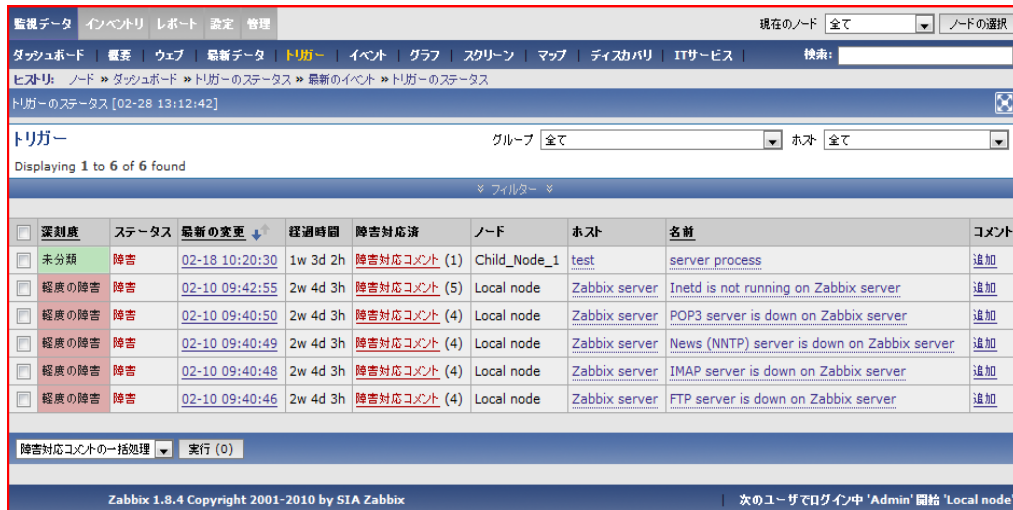 監視データ インベントリ レポート 設定 管理 現在のノード 全て ノードの選択
ダッシュボード | 概要 | ウェブ | 最新データ | トリガー | イベント | グラフ | スクリーン | マップ | ディスカバリ | ITサービス | 検索:
ヒストリ: ノード » ダッシュボード » トリガーのステータス » 最新のイベント » トリガーのステータス
トリガーのステータス [02-28 13:12:42]
トリガー グループ 全て ホスト 全て
Displaying 1 to 6 of 6 found
フィルター
深刻度 ステータス 最新の変更 経過時間 障害対応済 ノード ホスト 名前 コメント
未分類 障害 02-18 10:20:30 1w 3d 2h 障害対応コメント (1) Child_Node_1 test server process 追加
軽度の障害 障害 02-10 09:42:55 2w 4d 3h 障害対応コメント (5) Local node Zabbix server Inetd is not running on Zabbix server 追加
軽度の障害 障害 02-10 09:40:50 2w 4d 3h 障害対応コメント (4) Local node Zabbix server POP3 server is down on Zabbix server 追加
軽度の障害 障害 02-10 09:40:49 2w 4d 3h 障害対応コメント (4) Local node Zabbix server News (NNTP) server is down on Zabbix server 追加
軽度の障害 障害 02-10 09:40:48 2w 4d 3h 障害対応コメント (4) Local node Zabbix server IMAP server is down on Zabbix server 追加
軽度の障害 障害 02-10 09:40:46 2w 4d 3h 障害対応コメント (4) Local node Zabbix server FTP server is down on Zabbix server 追加
障害対応コメントの一括処理 実行 (0)
Zabbix 1.8.4 Copyright 2001-2010 by SIA Zabbix | 次のユーザでログイン中 'Admin' 開始 'Local node'